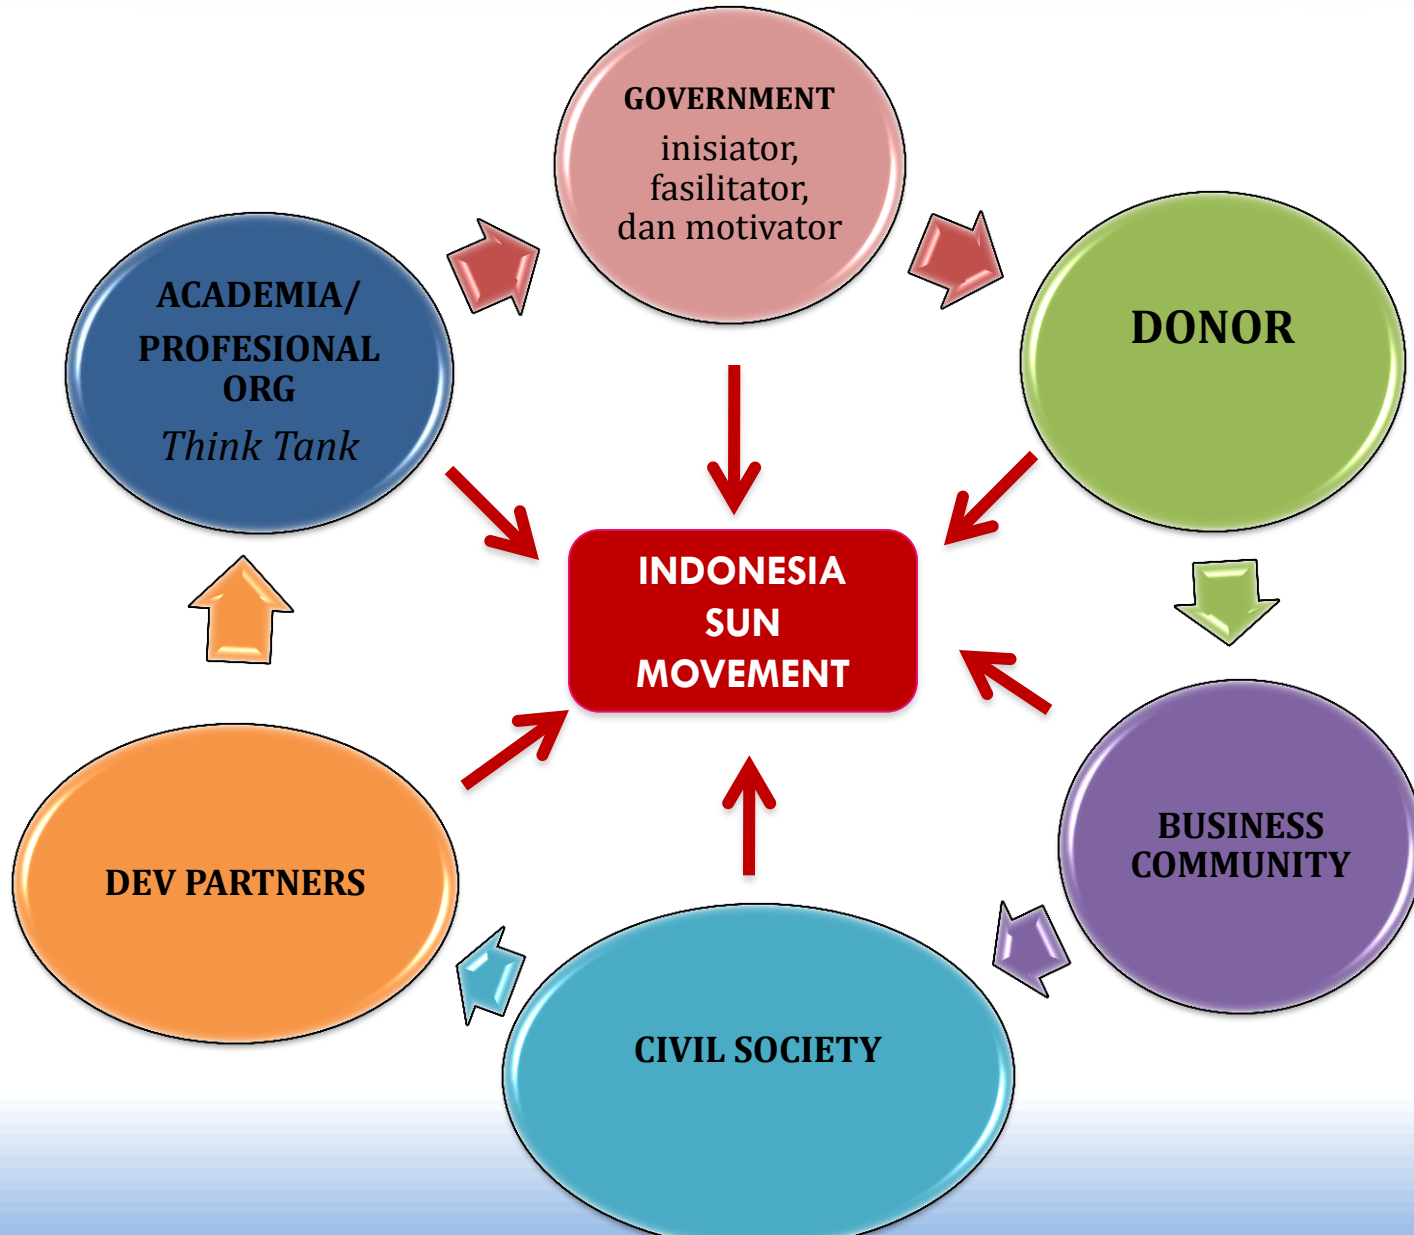 GOVERNMENT
inisiator,
fasilitator,
dan motivator
DONOR
ACADEMIA/
PROFESIONAL
ORG
Think Tank
INDONESIA
SUN
MOVEMENT
BUSINESS
COMMUNITY
DEV PARTNERS
CIVIL SOCIETY